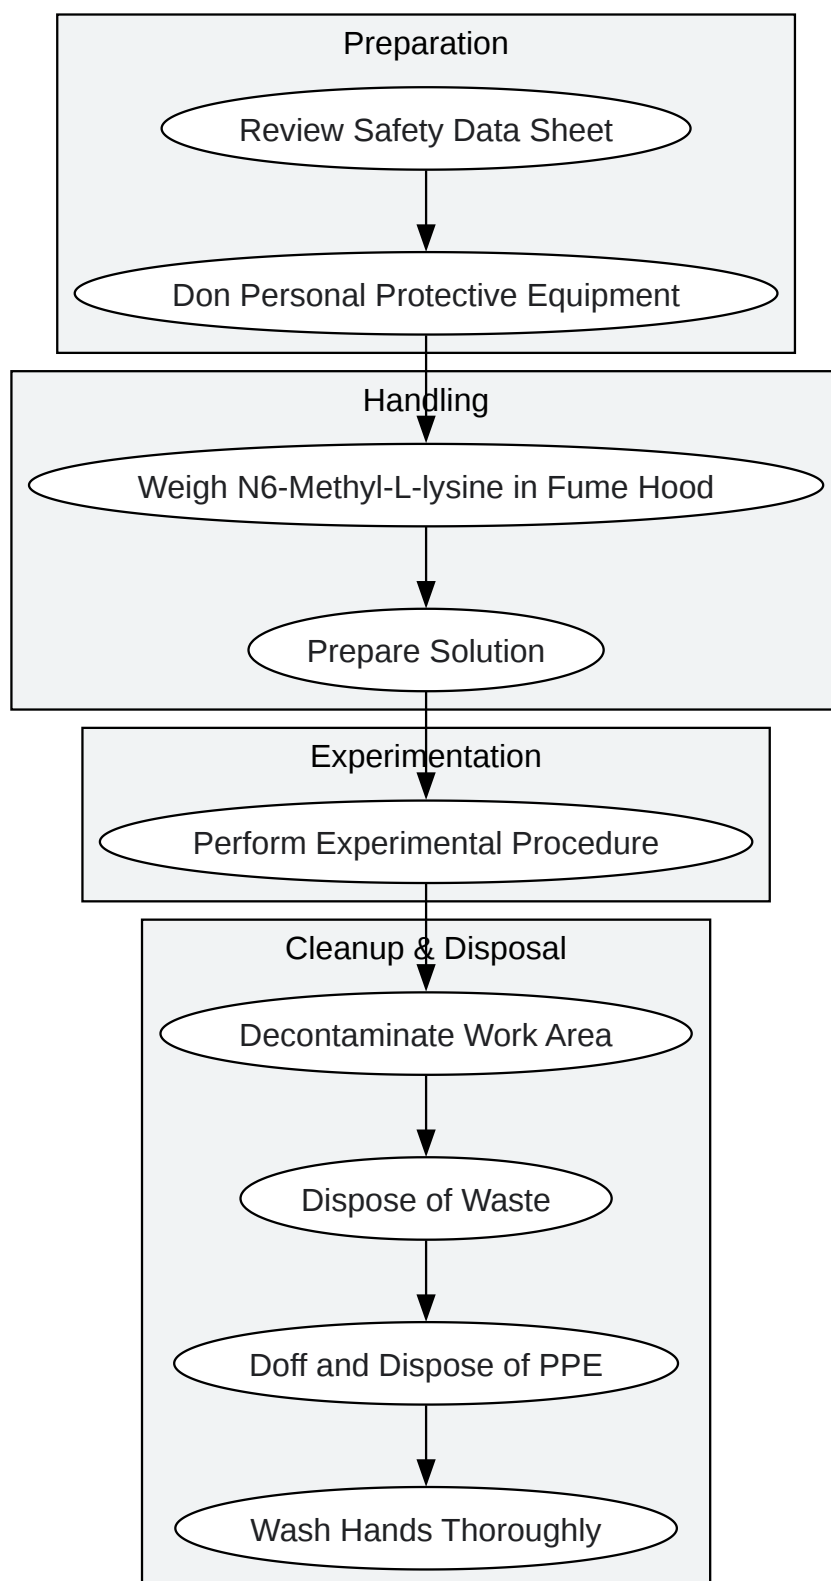 Preparation
Review Safety Data Sheet
Don Personal Protective Equipment
Handling
Weigh N6-Methyl-L-lysine in Fume Hood
Prepare Solution
Experimentation
Perform Experimental Procedure
Cleanup & Disposal
Decontaminate Work Area
Dispose of Waste
Doff and Dispose of PPE
Wash Hands Thoroughly